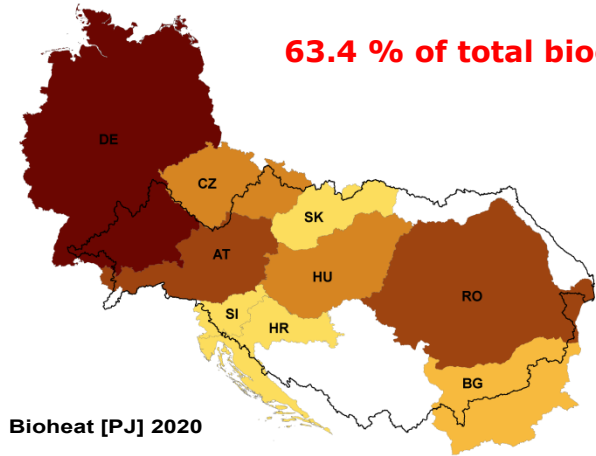 63.4 % of total bio
DE
CZ
SK
AT
HU
RO
SI
HR
BG
Bioheat [PJ] 2020